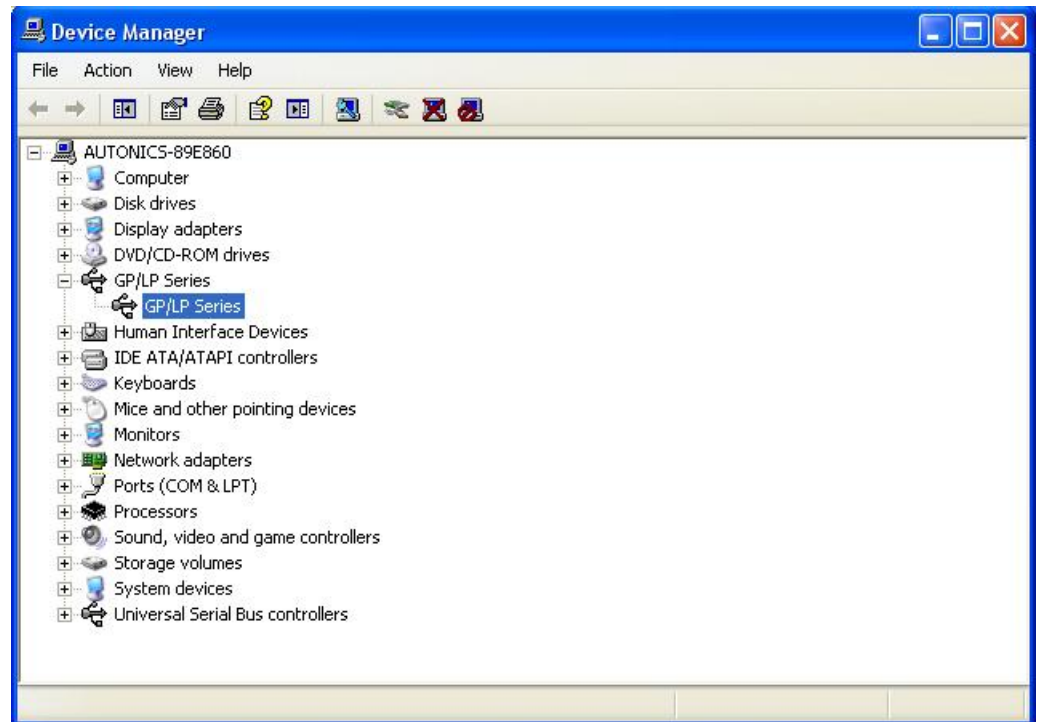 Device Manager
File Action View Help
AUTONICS-89E860
Computer
Disk drives
Display adapters
DVD/CD-ROM drives
GP/LP Series
GP/LP Series
Human Interface Devices
IDE ATA/ATAPI controllers
Keyboards
Mice and other pointing devices
Monitors
Network adapters
Ports (COM & LPT)
Processors
Sound, video and game controllers
Storage volumes
System devices
Universal Serial Bus controllers